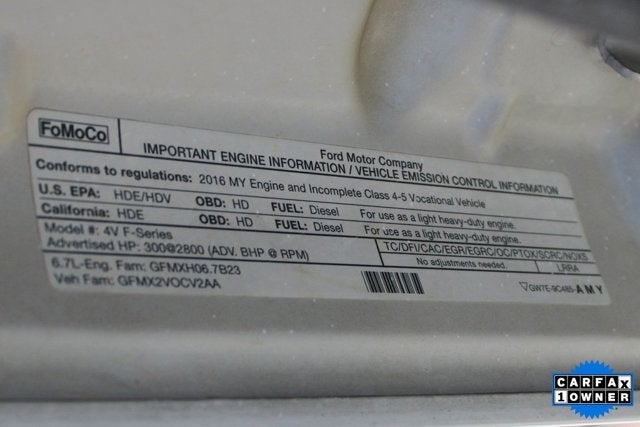 FoMoCo
Ford Motor Company
IMPORTANT ENGINE INFORMATION / VEHICLE EMISSION CONTROL INFORMATION
Conforms to regulations: 2016 MY Engine and Incomplete Class 4-5 Vocational Vehicle
U.S. EPA: HDE/HDV OBD: HD FUEL: Diesel For use as a light heavy-duty engine.
California: HDE OBD: HD FUEL: Diesel For use as a light heavy-duty engine.
Model #: 4V F-Series
Advertised HP: 300@2800 (ADV. BHP @ RPM)
TC/DFI/CAC/EGR/EGRC/OC/PTOX/SCRC/NOXS
No adjustments needed. LRRA
6.7L-Eng. Fam: GFMXH06.7B23
Veh Fam: GFMX2VOCV2AA
GW7E-9C485-AMY
CARFAX
1 OWNER